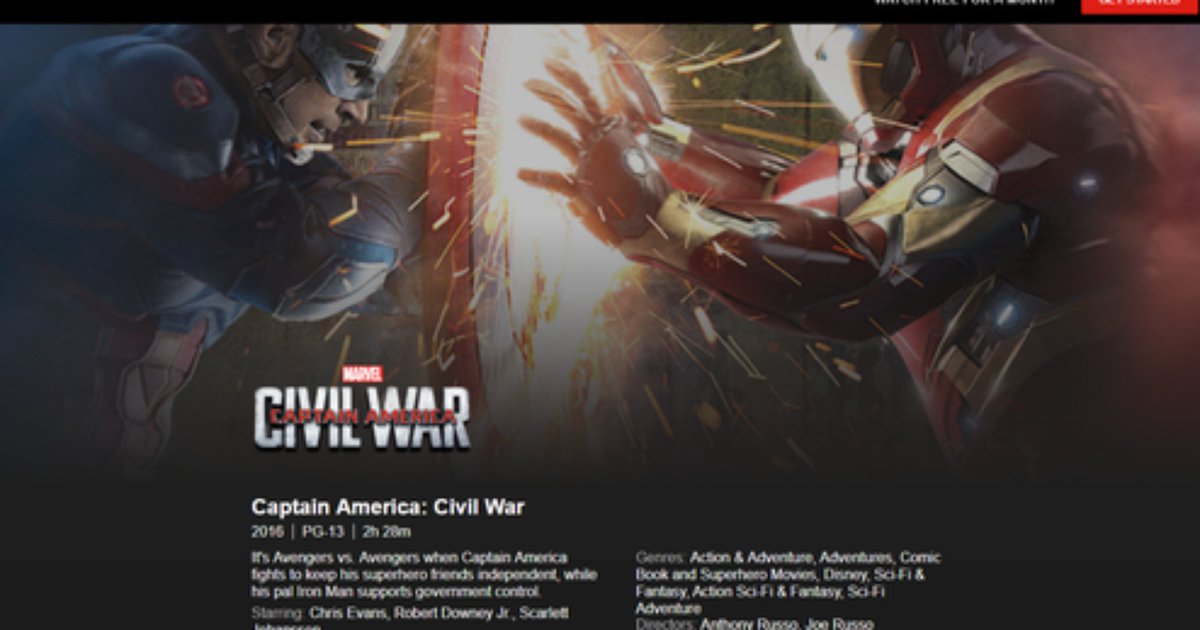 WATCH FREE FOR A MONTH
GET STARTED
MARVEL
CIVIL WAR
CAPTAIN AMERICA
Captain America: Civil War
2016 | PG-13 | 2h 28m
It's Avengers vs. Avengers when Captain America
fights to keep his superhero friends independent, while
his pal Iron Man supports government control.
Starring: Chris Evans, Robert Downey Jr., Scarlett
Johansson
Genres: Action & Adventure, Adventures, Comic
Book and Superhero Movies, Disney, Sci-Fi &
Fantasy, Action Sci-Fi & Fantasy, Sci-Fi
Adventure
Directors: Anthony Russo, Joe Russo